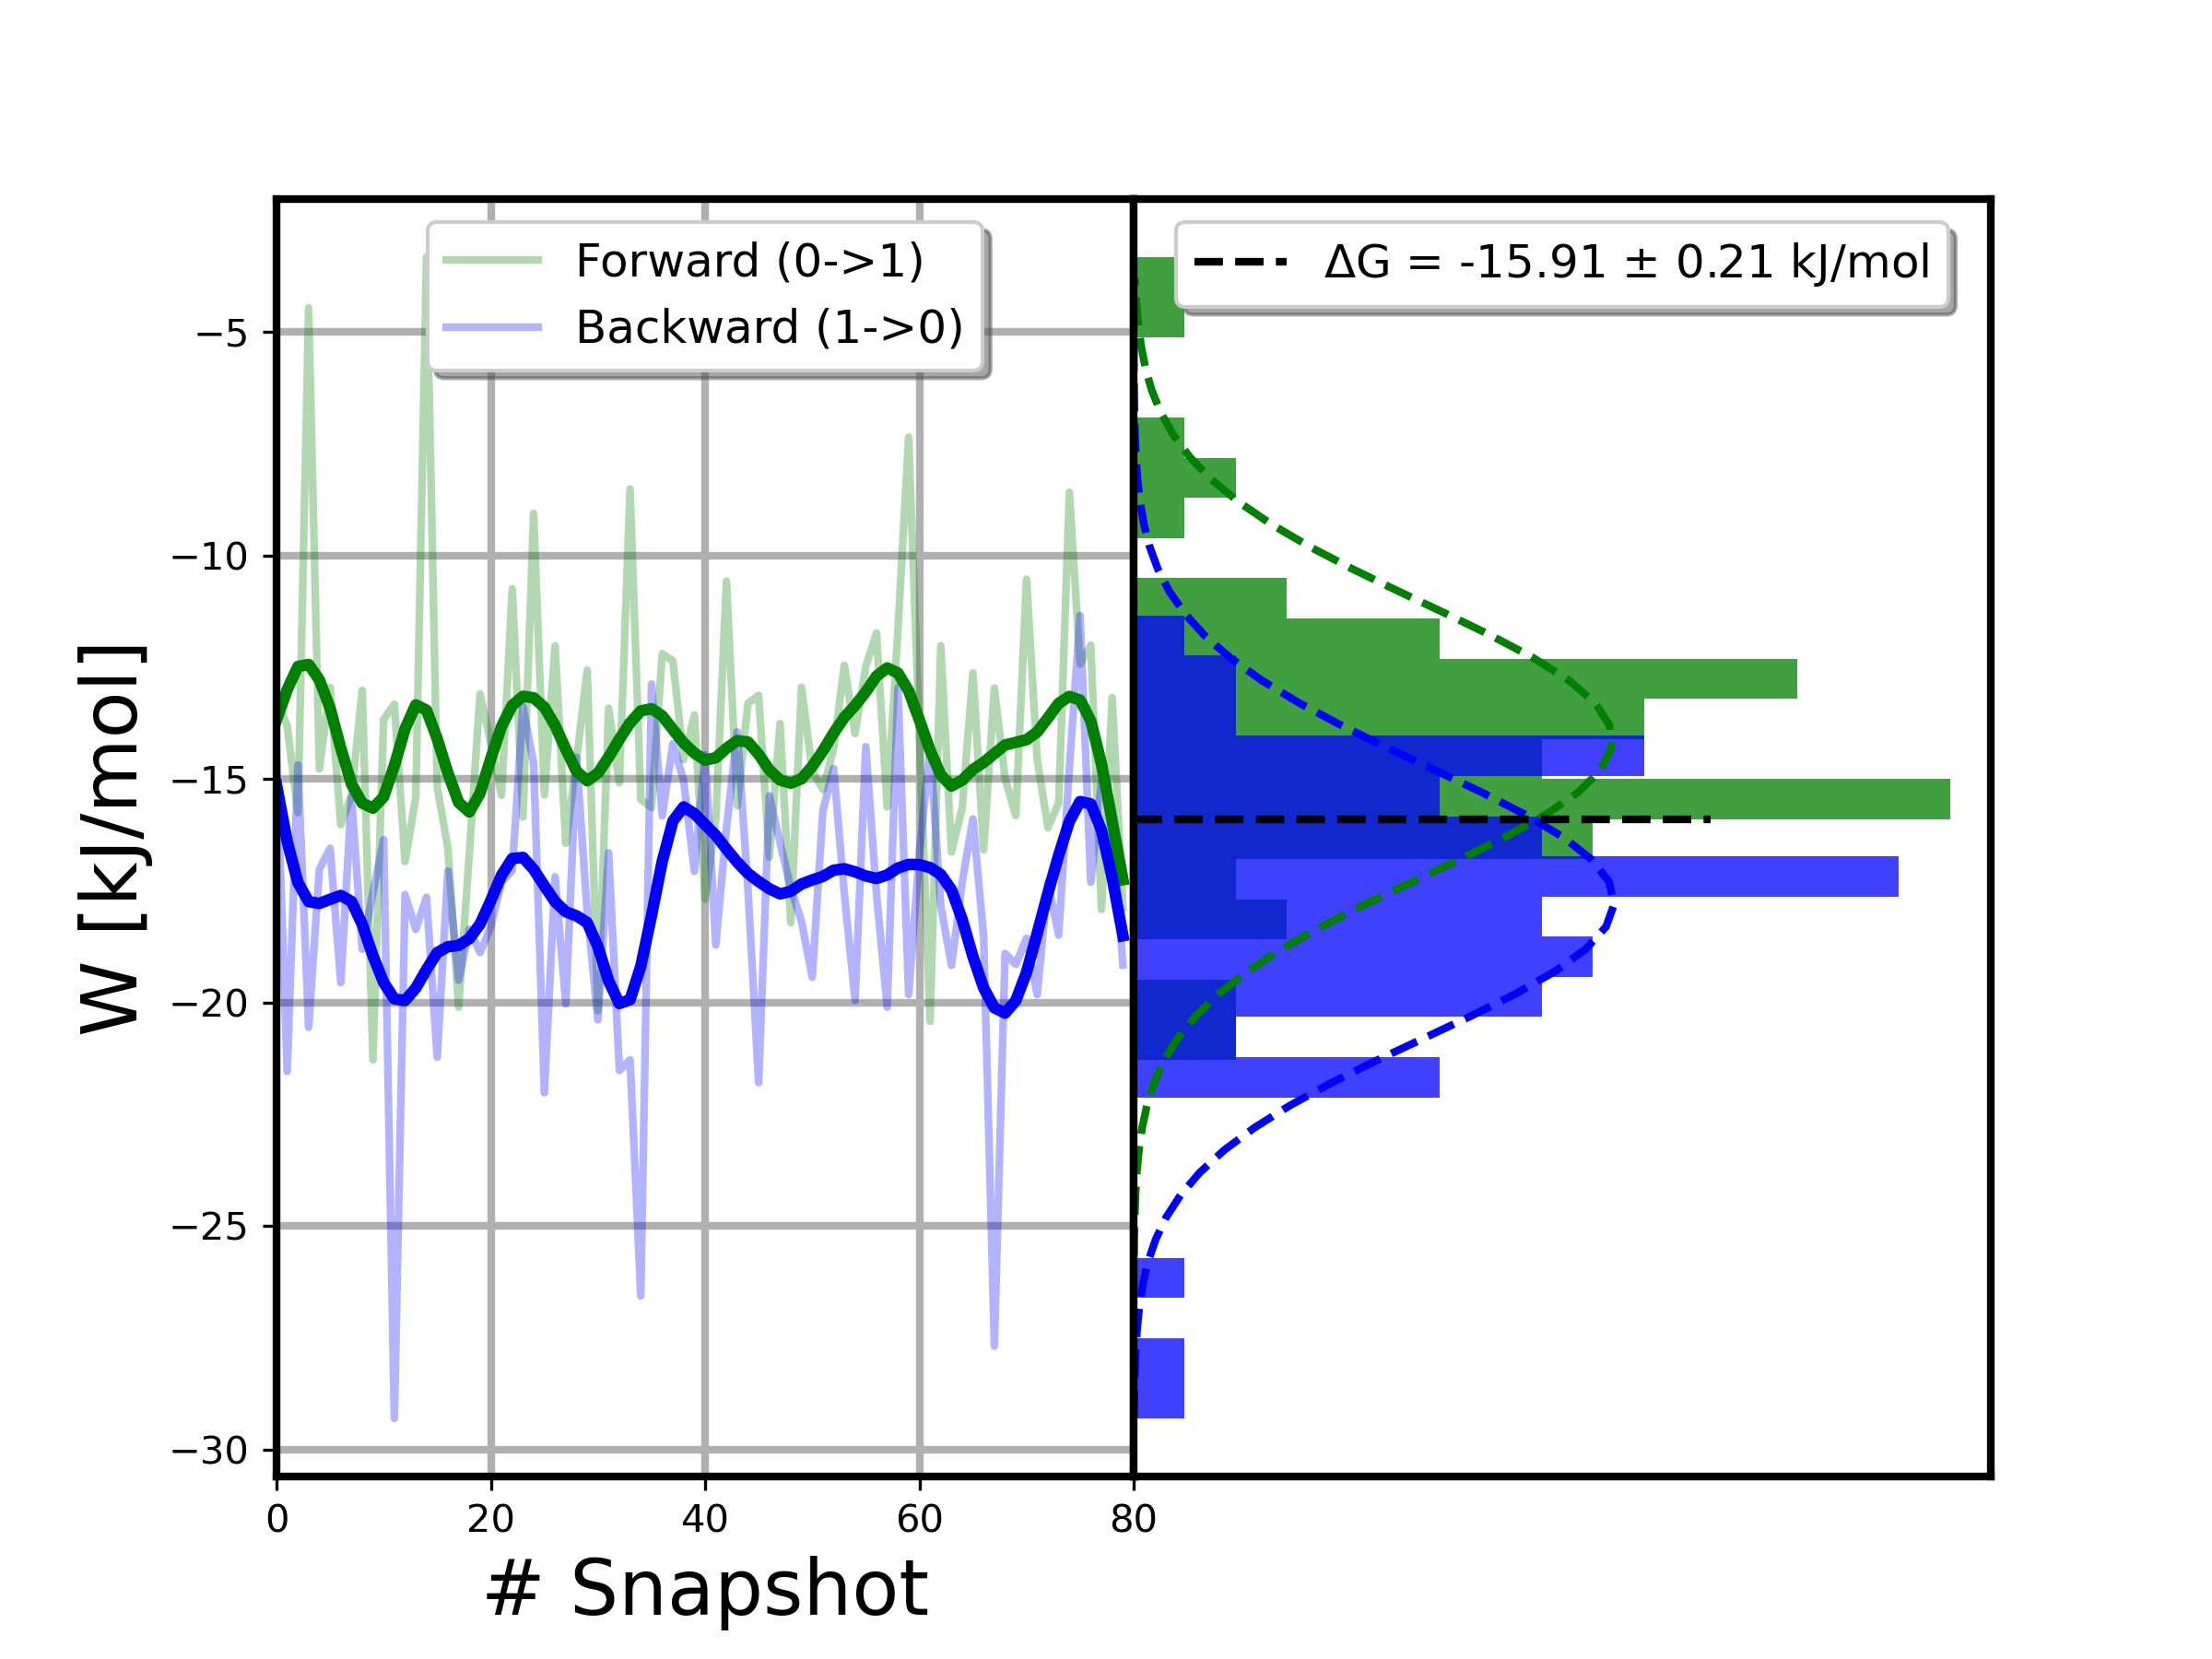 Forward (0->1)
Backward (1->0)
ΔG = -15.91 ± 0.21 kJ/mol
W [kJ/mol]
−5
−10
−15
−20
−25
−30
0 20 40 60 80
# Snapshot